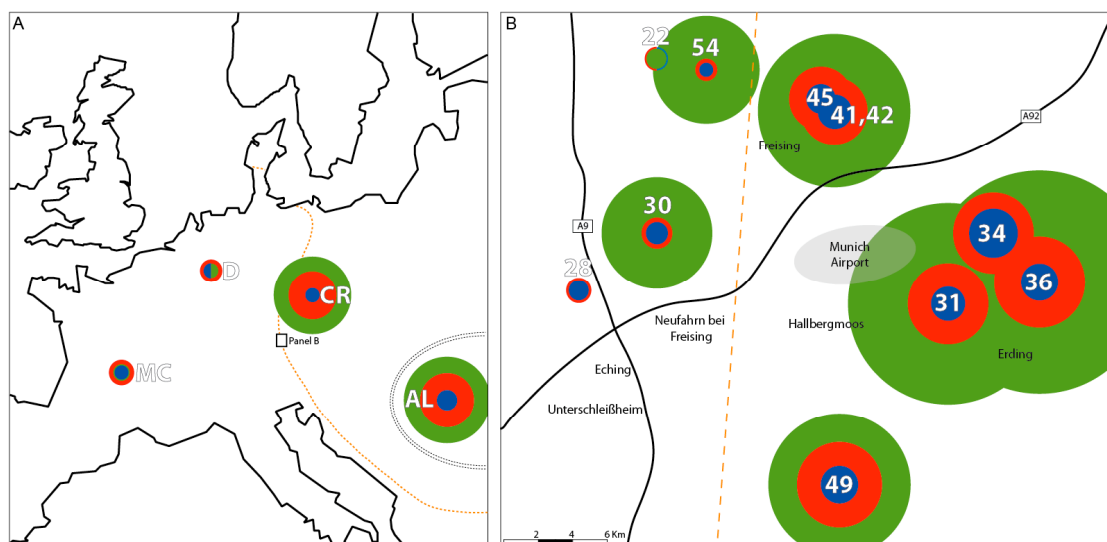 A
D
CR
Panel B
MC
AL
B
22
54
45
41,42
A92
Freising
30
A9
28
Munich
Airport
34
36
31
Neufahrn bei
Freising
Hallbergmoos
Erding
Eching
Unterschleißheim
49
2 4 6 Km